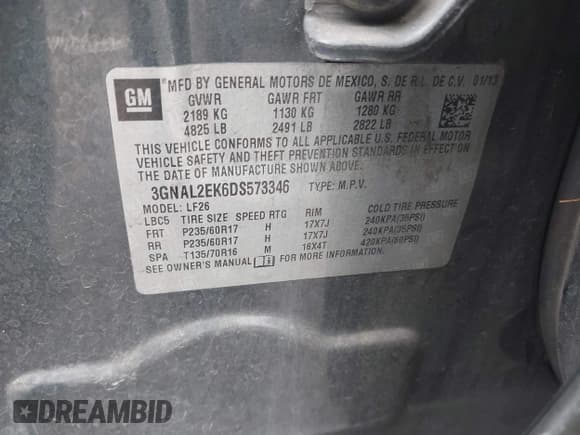 GM
MFD BY GENERAL MOTORS DE MEXICO, S. DE R.L. DE C.V. 01/13
GVWR GAWR FRT GAWR RR
2189 KG 1130 KG 1280 KG
4825 LB 2491 LB 2822 LB
THIS VEHICLE CONFORMS TO ALL APPLICABLE U.S. FEDERAL MOTOR
VEHICLE SAFETY AND THEFT PREVENTION STANDARDS IN EFFECT ON
THE DATE OF MANUFACTURE SHOWN ABOVE.
3GNAL2EK6DS573346 TYPE: M.P.V.
MODEL: LF26
LBC5 TIRE SIZE SPEED RTG RIM COLD TIRE PRESSURE
FRT P235/60R17 H 17X7J 240KPA(35PSI)
RR P235/60R17 H 17X7J 240KPA(35PSI)
SPA T135/70R16 M 16X4T 420KPA(60PSI)
SEE OWNER'S MANUAL FOR MORE INFORMATION.
DREAMBID